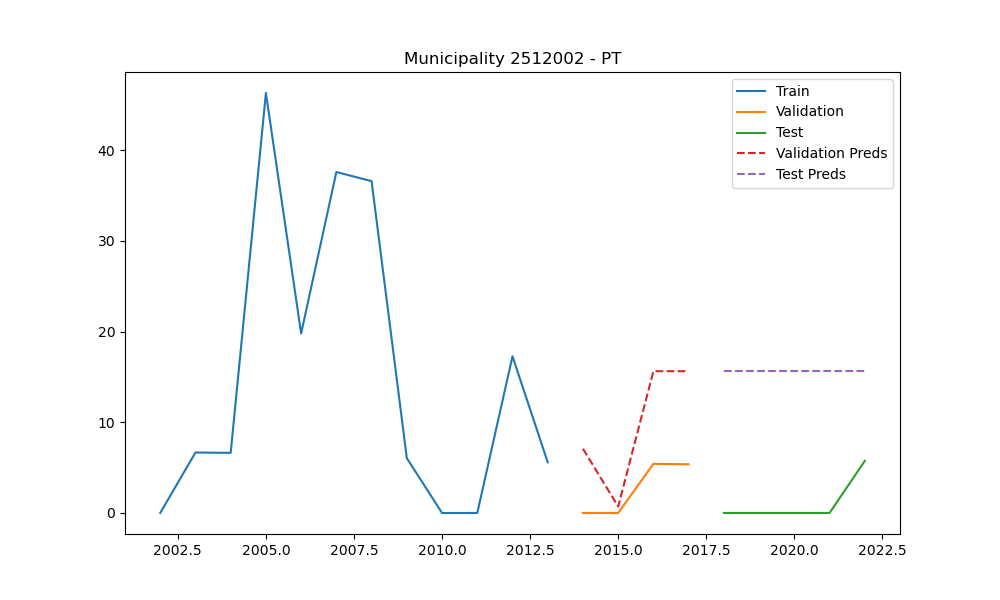 Municipality 2512002 - PT
Train
Validation
Test
Validation Preds
Test Preds
40
30
20
10
0
2002.5 2005.0 2007.5 2010.0 2012.5 2015.0 2017.5 2020.0 2022.5